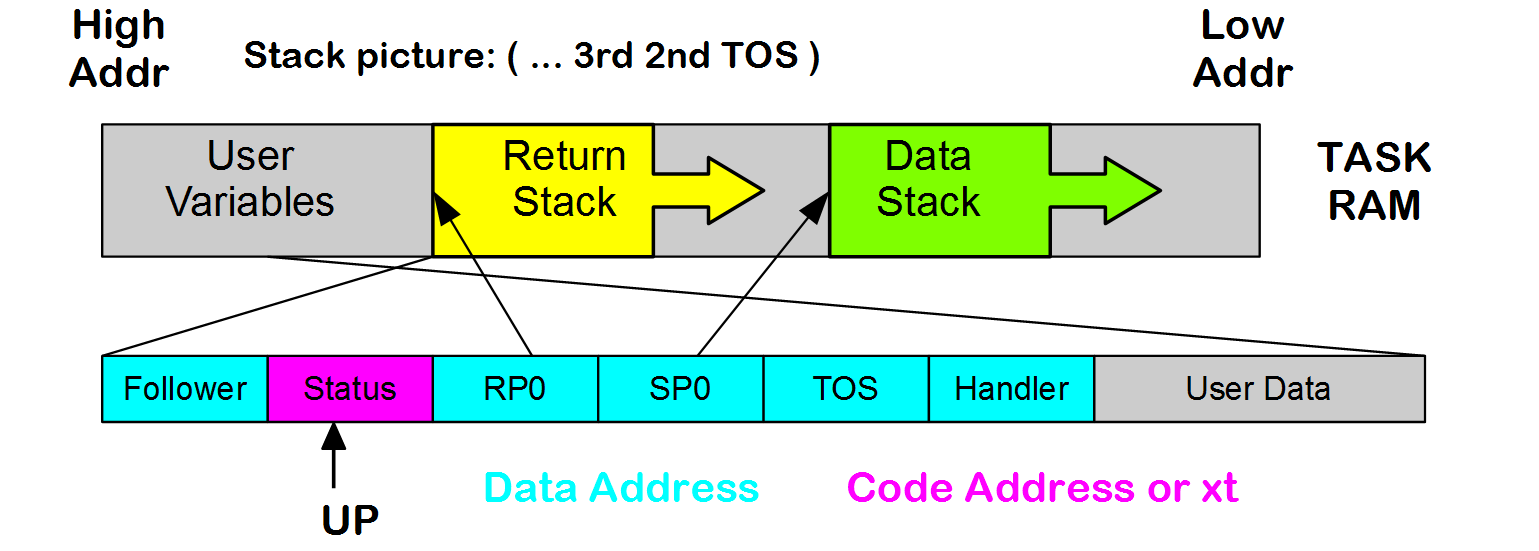 High
Addr
Stack picture: ( ... 3rd 2nd TOS )
Low
Addr
User
Variables
Return
Stack
Data
Stack
TASK
RAM
Follower
Status
RP0
SP0
TOS
Handler
User Data
UP
Data Address
Code Address or xt